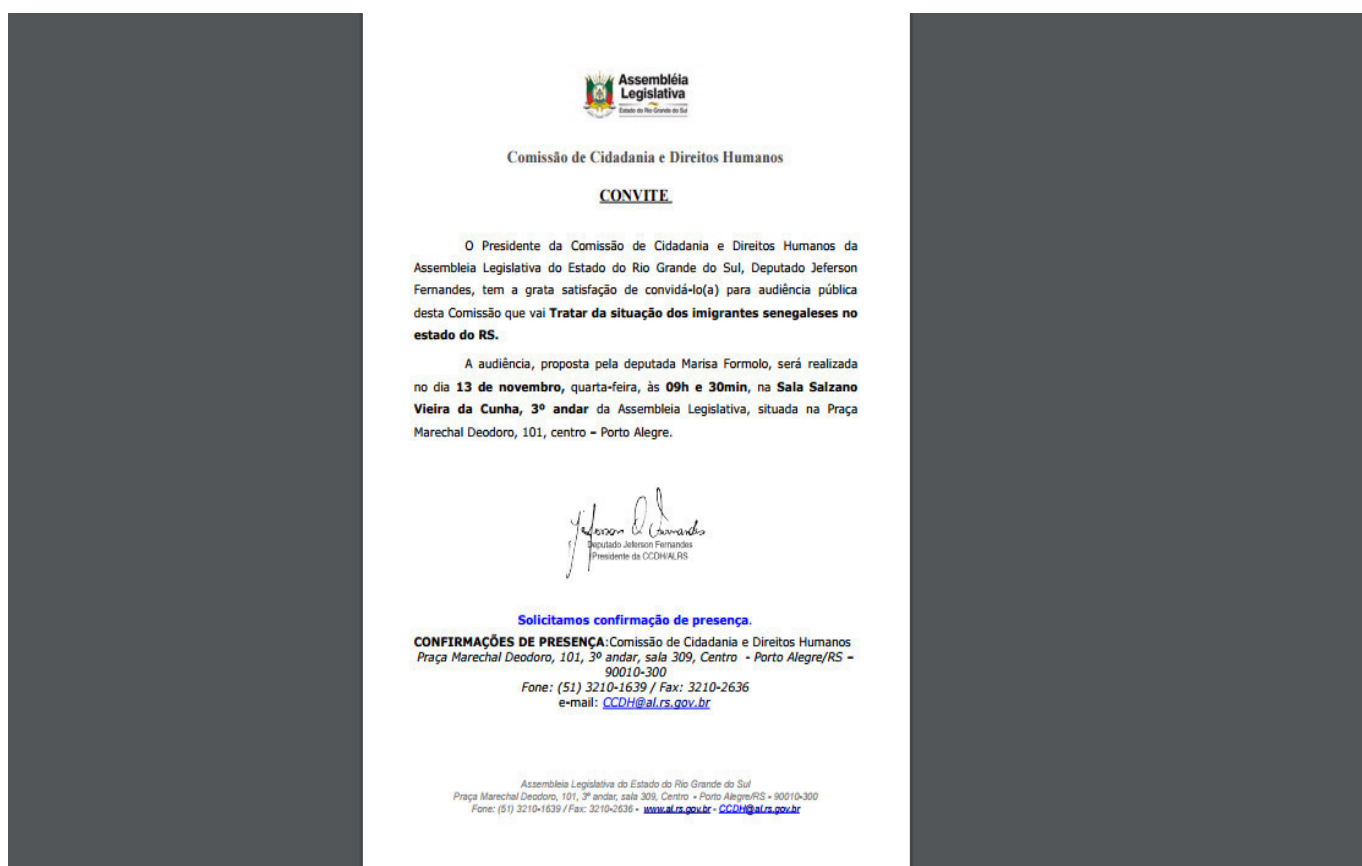 Assembléia
Legislativa
Estado do Rio Grande do Sul
Comissão de Cidadania e Direitos Humanos
CONVITE
O Presidente da Comissão de Cidadania e Direitos Humanos da
Assembleia Legislativa do Estado do Rio Grande do Sul, Deputado Jeferson
Fernandes, tem a grata satisfação de convidá-lo(a) para audiência pública
desta Comissão que vai Tratar da situação dos imigrantes senegaleses no
estado do RS.
A audiência, proposta pela deputada Marisa Formolo, será realizada
no dia 13 de novembro, quarta-feira, às 09h e 30min, na Sala Salzano
Vieira da Cunha, 3º andar da Assembleia Legislativa, situada na Praça
Marechal Deodoro, 101, centro – Porto Alegre.
Jeferson O Fernandes
Deputado Jeferson Fernandes
Presidente da CCDH/ALRS
Solicitamos confirmação de presença.
CONFIRMAÇÕES DE PRESENÇA:Comissão de Cidadania e Direitos Humanos
Praça Marechal Deodoro, 101, 3º andar, sala 309, Centro - Porto Alegre/RS –
90010-300
Fone: (51) 3210-1639 / Fax: 3210-2636
e-mail: CCDH@al.rs.gov.br
Assembleia Legislativa do Estado do Rio Grande do Sul
Praça Marechal Deodoro, 101, 3º andar, sala 309, Centro - Porto Alegre/RS - 90010-300
Fone: (51) 3210-1639 / Fax: 3210-2636 - www.al.rs.gov.br - CCDH@al.rs.gov.br